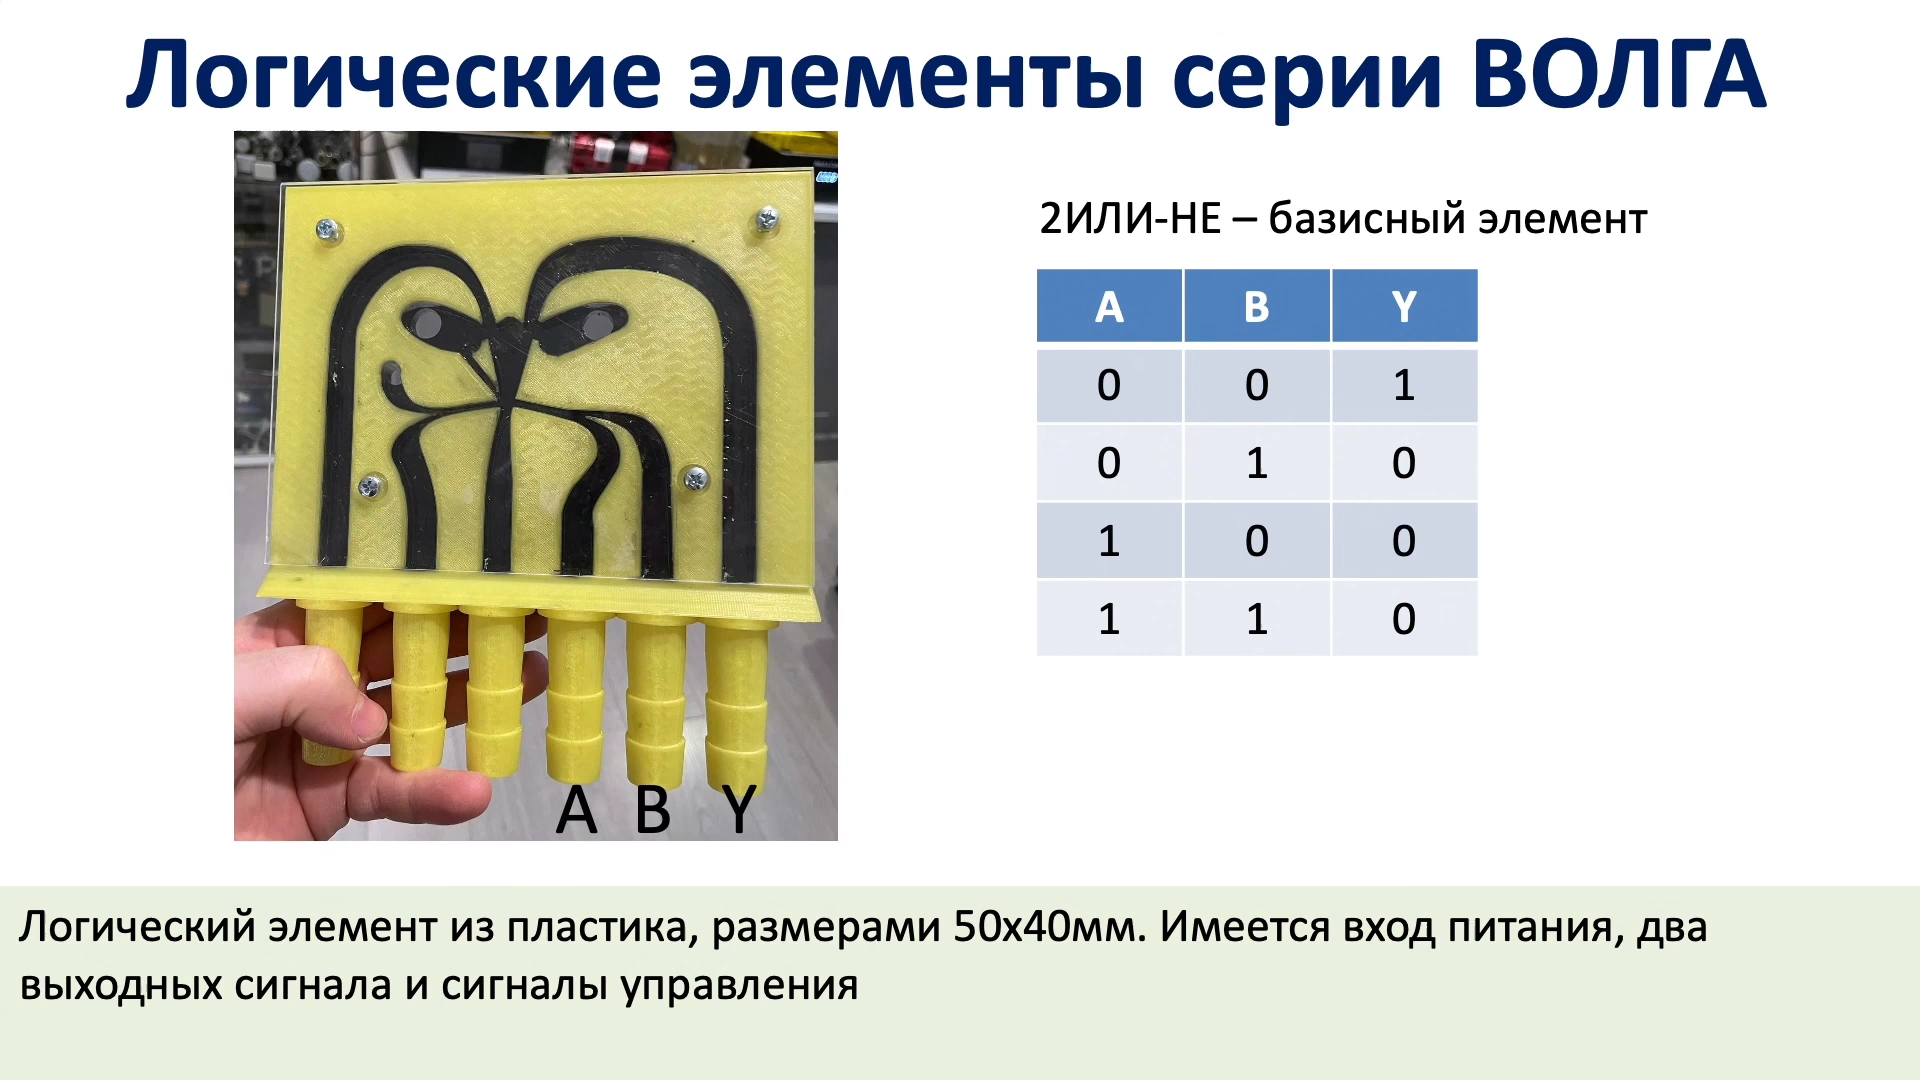 Логические элементы серии ВОЛГА
2ИЛИ-НЕ – базисный элемент
A B Y
0 0 1
0 1 0
1 0 0
1 1 0
A B Y
Логический элемент из пластика, размерами 50х40мм. Имеется вход питания, два
выходных сигнала и сигналы управления